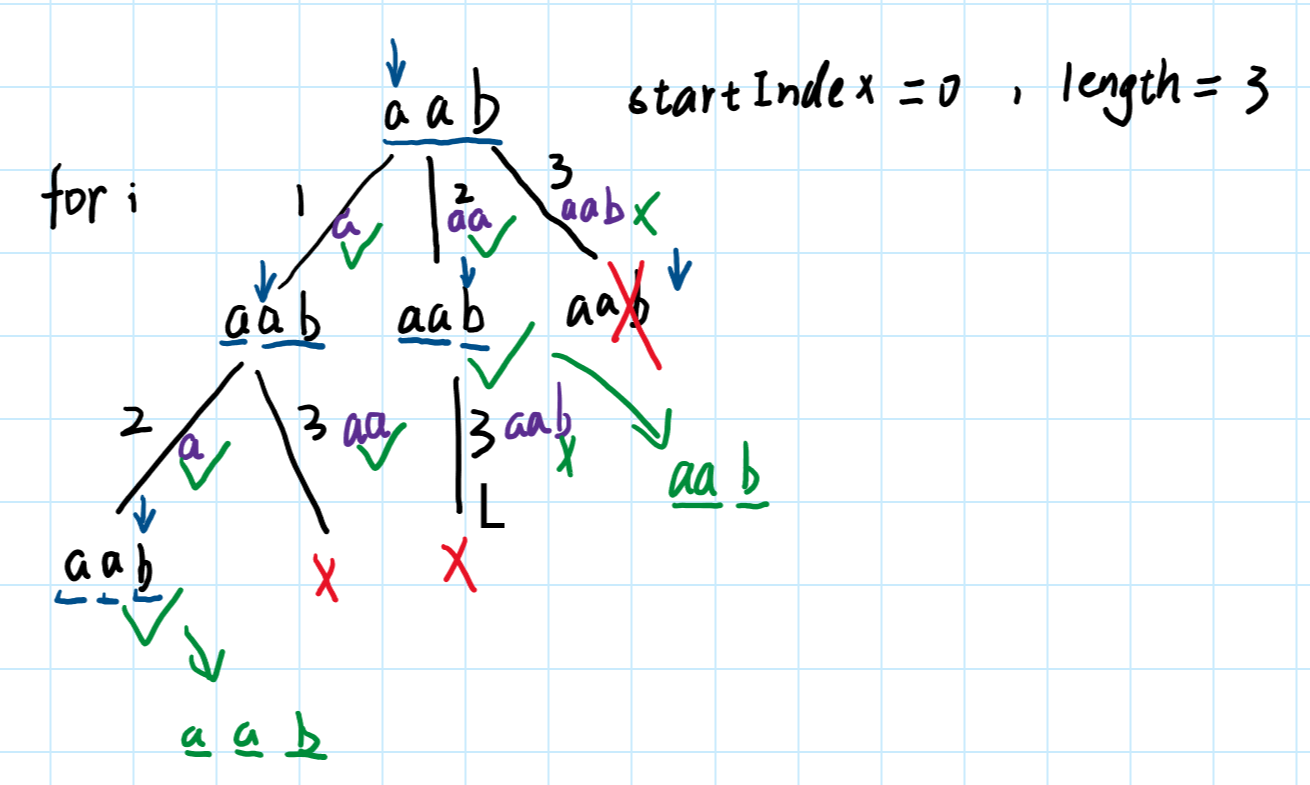 a a b startIndex = 0 , length = 3
for i 1 2 3
a aa aab x
aab aab aab
2 3 3
a aa aab x
aa b
L
aab x x
a a b